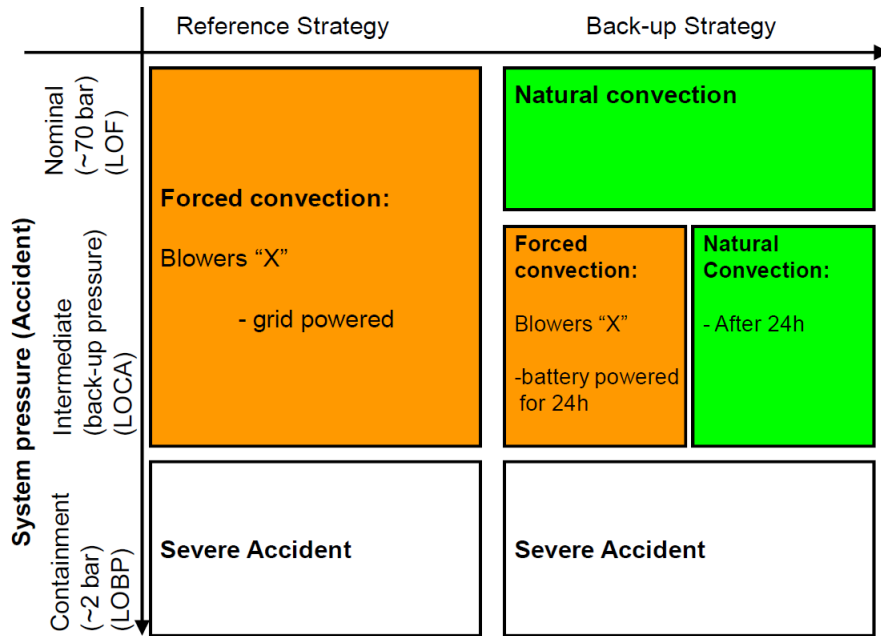 Reference Strategy
Back-up Strategy
System pressure (Accident)
Nominal
(~70 bar)
(LOF)
Intermediate
(back-up pressure)
(LOCA)
Containment
(~2 bar)
(LOBP)
Forced convection:
Blowers “X”
- grid powered
Natural convection
Forced
convection:
Blowers “X”
-battery powered
for 24h
Natural
Convection:
- After 24h
Severe Accident
Severe Accident